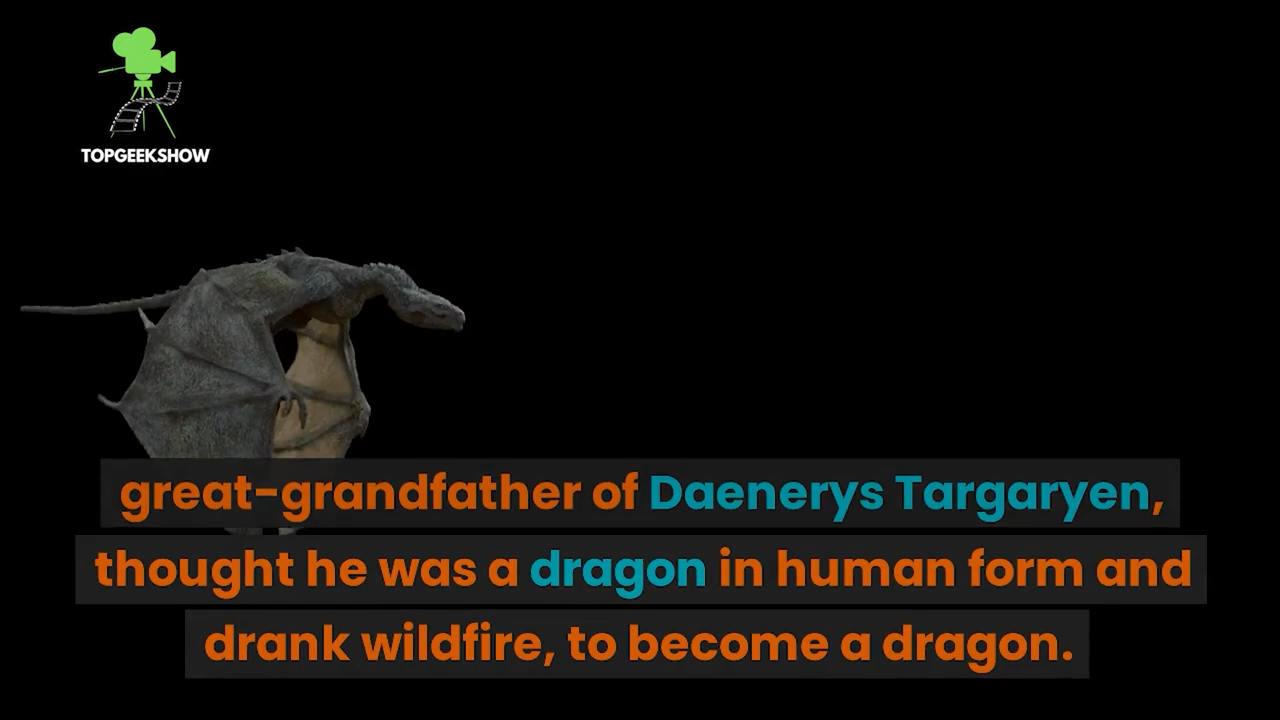 TOPGEEKSHOW
great-grandfather of Daenerys Targaryen,
thought he was a dragon in human form and
drank wildfire, to become a dragon.